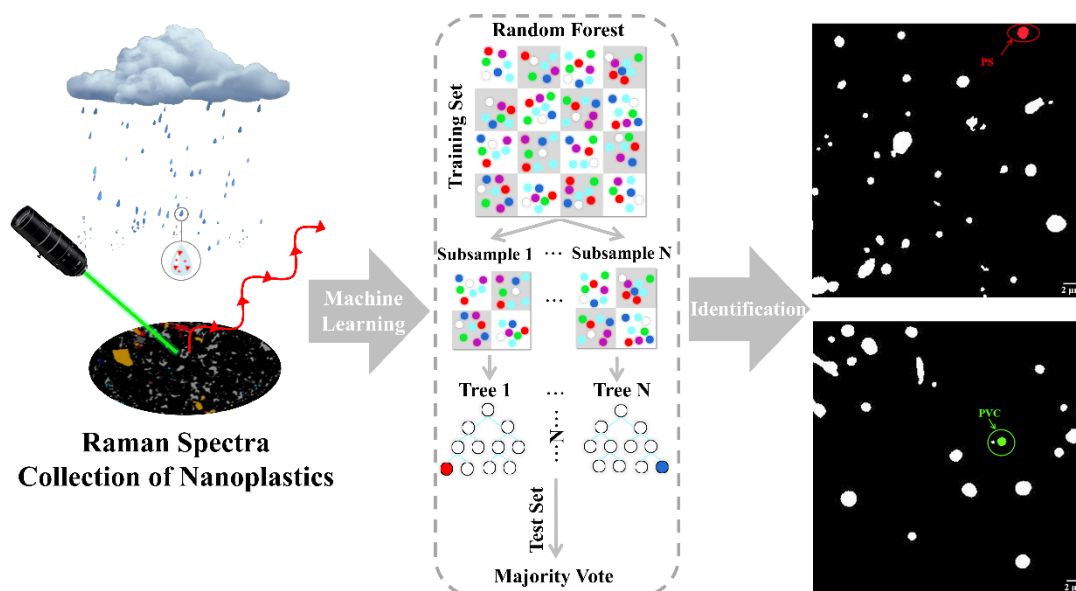 Raman Spectra
Collection of Nanoplastics
Machine
Learning
Random Forest
Training Set
Subsample 1 ... Subsample N
...
Tree 1 ... Tree N
...N...
Test Set
Majority Vote
Identification
PS
2 μm
PVC
2 μ